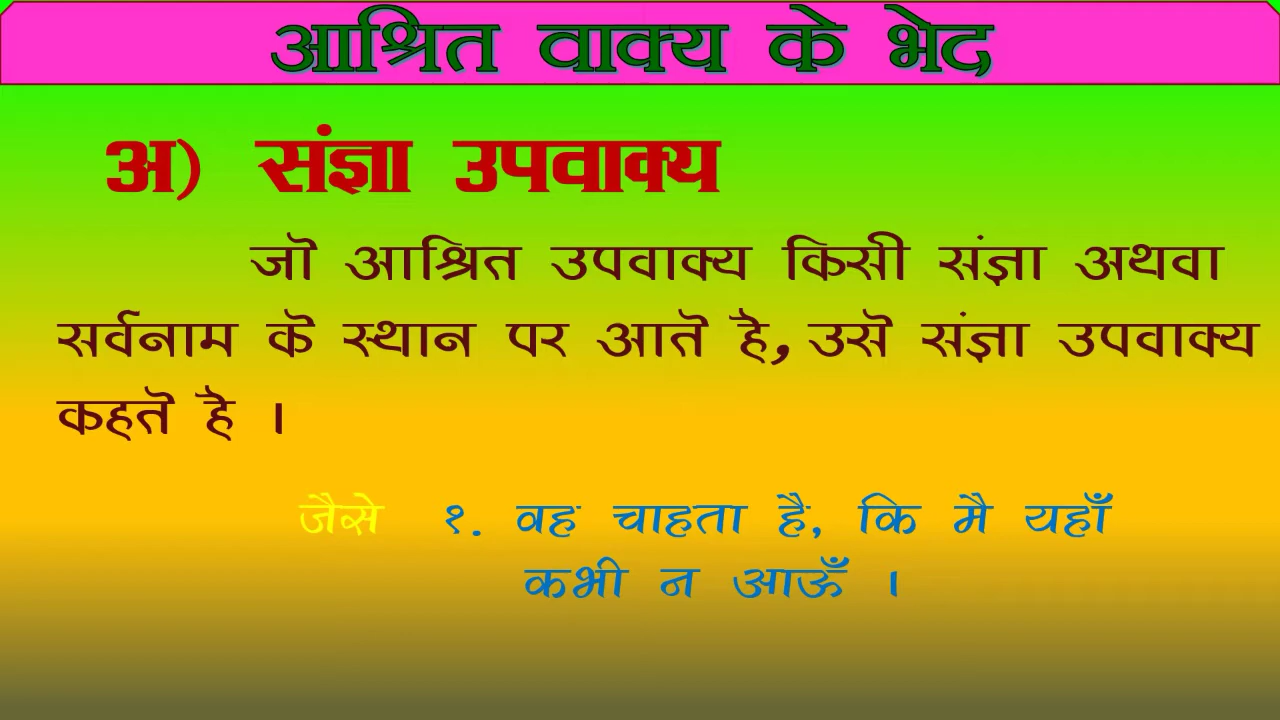 आश्रित वाक्य के भेद
अ) संज्ञा उपवाक्य
जो आश्रित उपवाक्य किसी संज्ञा अथवा
सर्वनाम के स्थान पर आते है, उसे संज्ञा उपवाक्य
कहते है ।
जैसे १. वह चाहता है, कि मै यहाँ
कभी न आऊँ ।